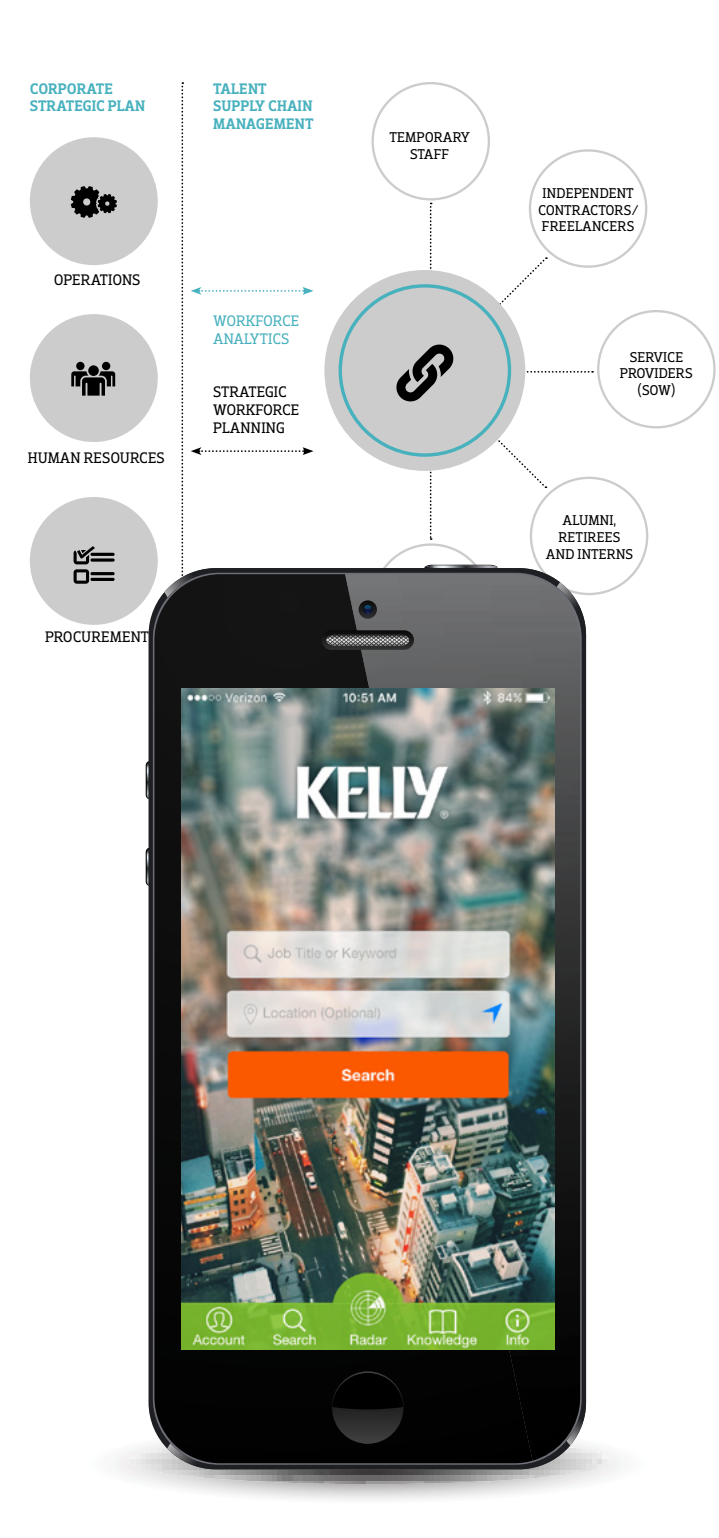 CORPORATE
STRATEGIC PLAN
OPERATIONS
HUMAN RESOURCES
PROCUREMENT
TALENT
SUPPLY CHAIN
MANAGEMENT
WORKFORCE
ANALYTICS
STRATEGIC
WORKFORCE
PLANNING
TEMPORARY
STAFF
INDEPENDENT
CONTRACTORS/
FREELANCERS
SERVICE
PROVIDERS
(SOW)
ALUMNI,
RETIREES
AND INTERNS
Verizon 10:51 AM 84%
KELLY®
Job Title or Keyword
Location (Optional)
Search
Account Search Radar Knowledge Info